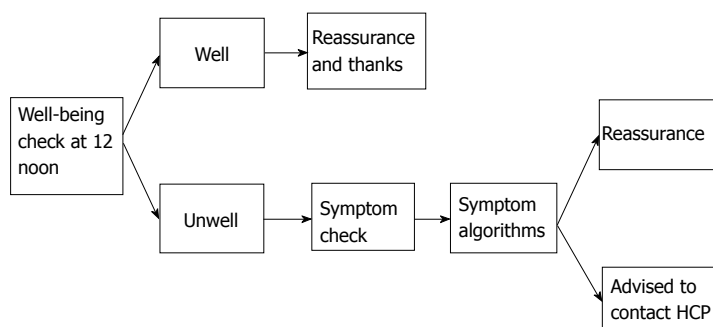 Well
Reassurance
and thanks
Well-being
check at 12
noon
Unwell
Symptom
check
Symptom
algorithms
Reassurance
Advised to
contact HCP